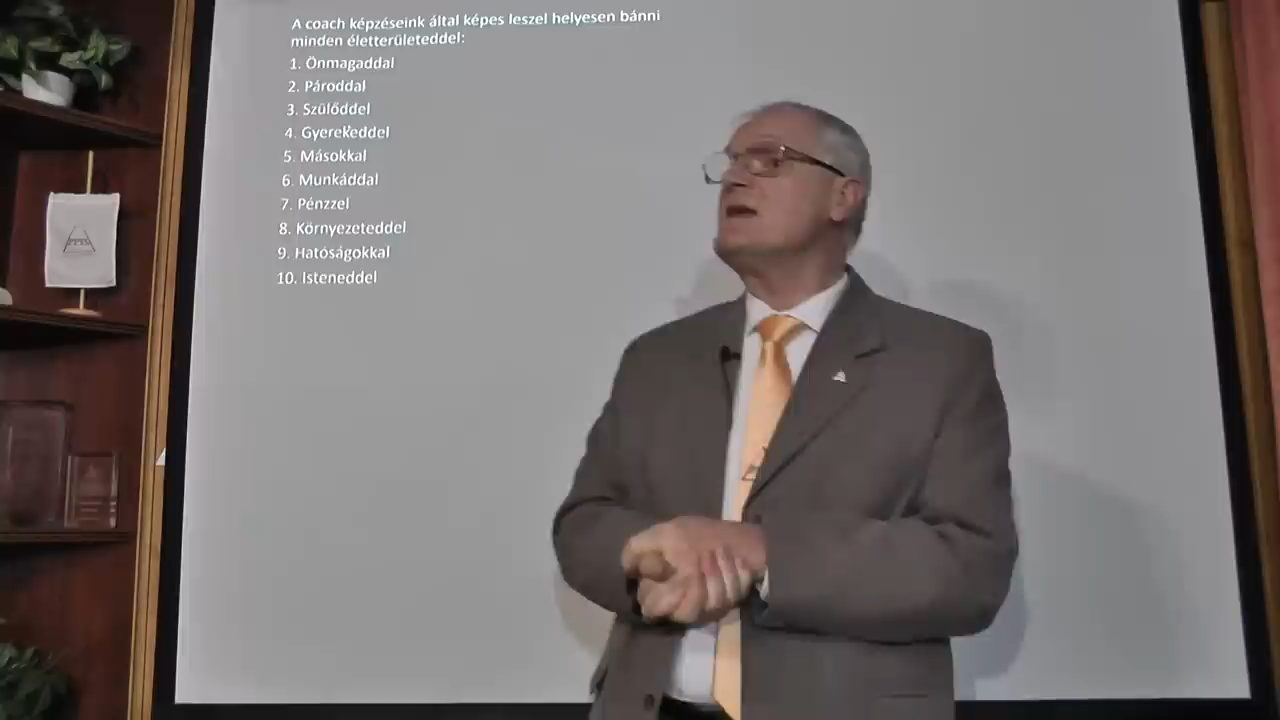 A coach képzéseink által képes leszel helyesen bánni
minden életterületeddel:
1. Önmagaddal
2. Pároddal
3. Szülőddel
4. Gyerekeddel
5. Másokkal
6. Munkáddal
7. Pénzzel
8. Környezeteddel
9. Hatóságokkal
10. Isteneddel